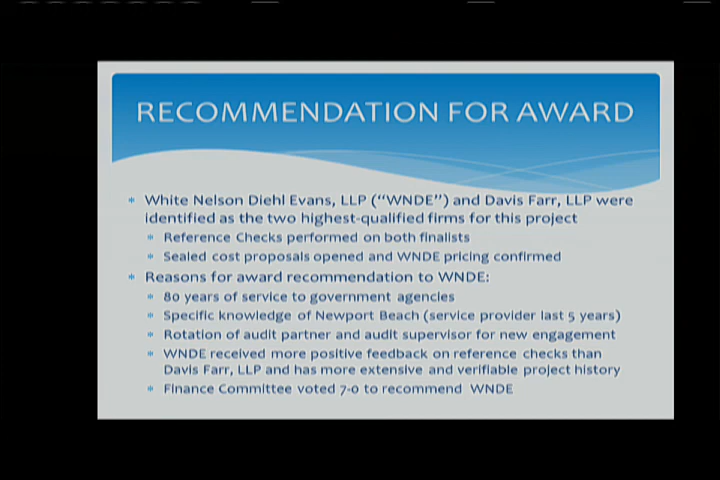 RECOMMENDATION FOR AWARD
* White Nelson Diehl Evans, LLP ("WNDE") and Davis Farr, LLP were
identified as the two highest-qualified firms for this project
* Reference Checks performed on both finalists
* Sealed cost proposals opened and WNDE pricing confirmed
* Reasons for award recommendation to WNDE:
* 80 years of service to government agencies
* Specific knowledge of Newport Beach (service provider last 5 years)
* Rotation of audit partner and audit supervisor for new engagement
* WNDE received more positive feedback on reference checks than
Davis Farr, LLP and has more extensive and verifiable project history
* Finance Committee voted 7-0 to recommend WNDE